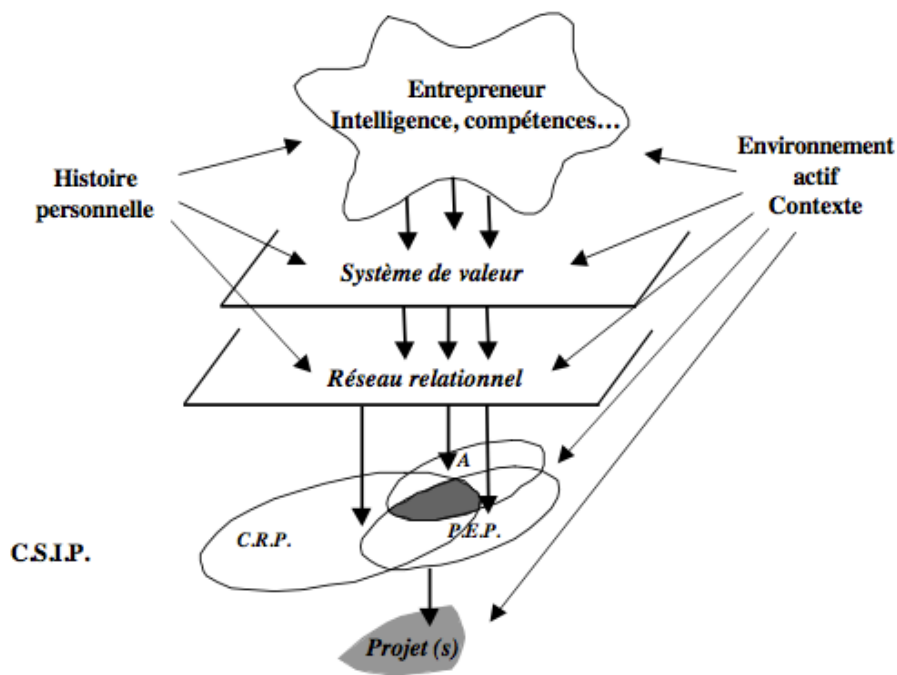 Entrepreneur
Intelligence, compétences…
Histoire
personnelle
Environnement
actif
Contexte
Système de valeur
Réseau relationnel
A
C.R.P.
P.E.P.
C.S.I.P.
Projet (s)